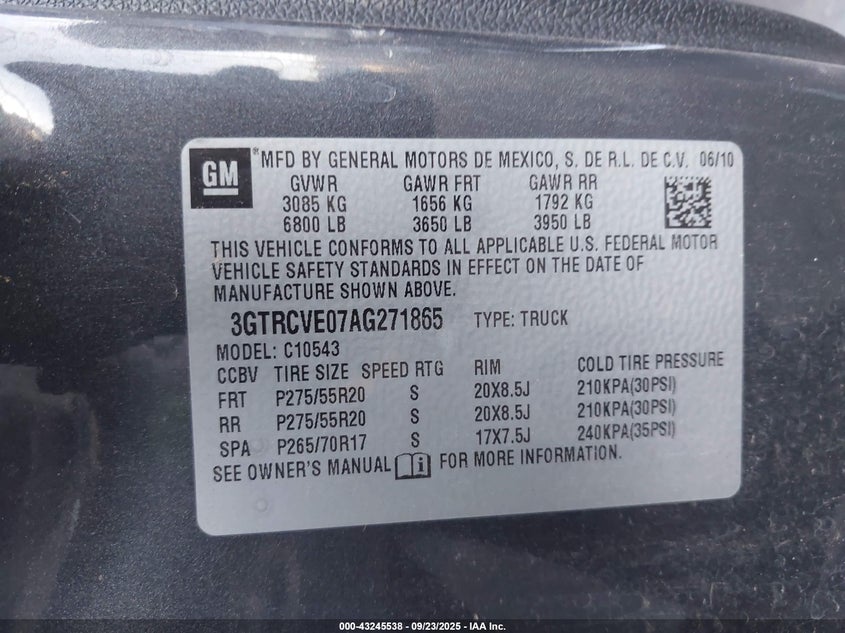 GM ® MFD BY GENERAL MOTORS DE MEXICO, S. DE R.L. DE C.V. 06/10
GVWR GAWR FRT GAWR RR
3085 KG 1656 KG 1792 KG
6800 LB 3650 LB 3950 LB
THIS VEHICLE CONFORMS TO ALL APPLICABLE U.S. FEDERAL MOTOR
VEHICLE SAFETY STANDARDS IN EFFECT ON THE DATE OF
MANUFACTURE SHOWN ABOVE.
3GTRCVE07AG271865 TYPE: TRUCK
MODEL: C10543
CCBV TIRE SIZE SPEED RTG RIM COLD TIRE PRESSURE
FRT P275/55R20 S 20X8.5J 210KPA(30PSI)
RR P275/55R20 S 20X8.5J 210KPA(30PSI)
SPA P265/70R17 S 17X7.5J 240KPA(35PSI)
SEE OWNER'S MANUAL i FOR MORE INFORMATION.
000-43245538 - 09/23/2025 - IAA Inc.